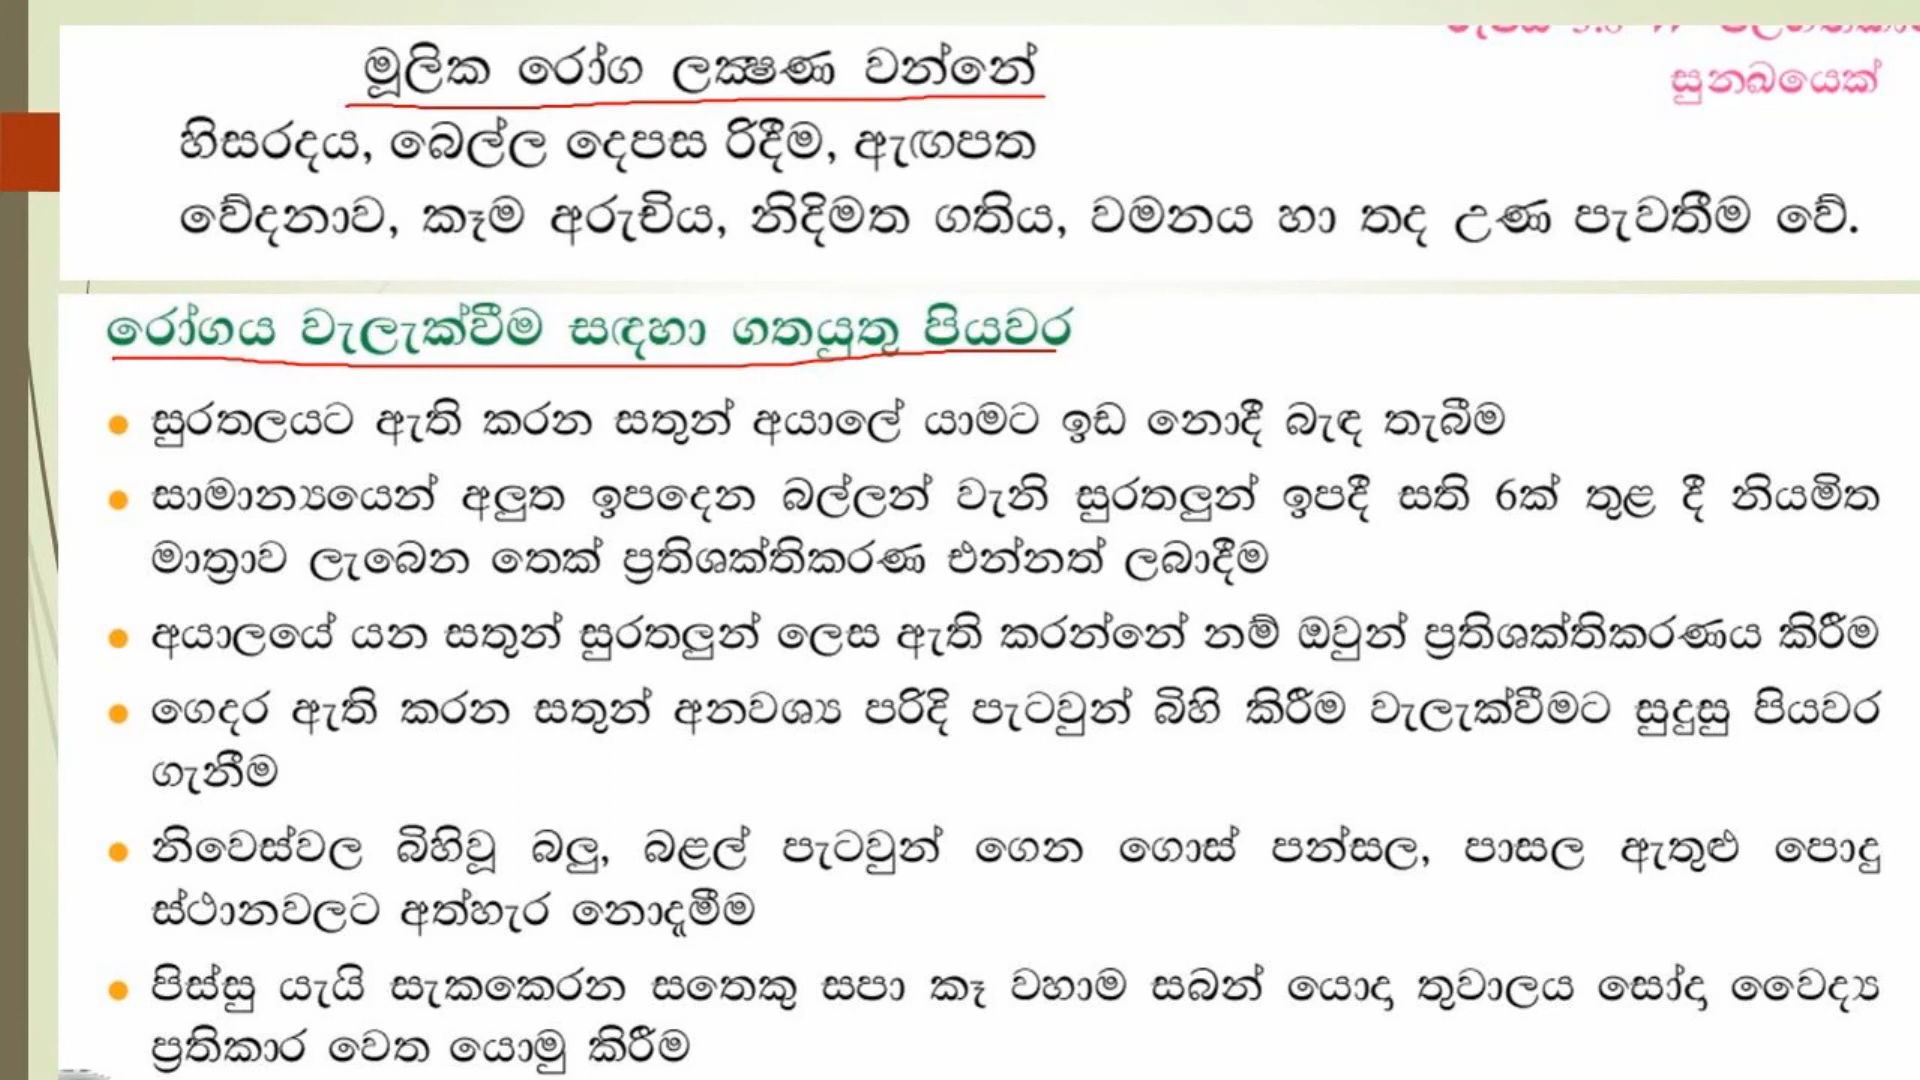 මූලික රෝග ලක්ෂණ වන්නේ
සුනඛයෙක්
හිසරදය, බෙල්ල දෙපස රිදීම, ඇඟපත
වේදනාව, කෑම අරුචිය, නිදිමත ගතිය, වමනය හා තද උණ පැවතීම වේ.
රෝගය වැලැක්වීම සඳහා ගතයුතු පියවර
සුරතලයට ඇති කරන සතුන් අයාලේ යාමට ඉඩ නොදී බැඳ තැබීම
සාමාන්‍යයෙන් අලුත ඉපදෙන බල්ලන් වැනි සුරතලුන් ඉපදී සති 6ක් තුළ දී නියමිත
මාත්‍රාව ලැබෙන තෙක් ප්‍රතිශක්තිකරණ එන්නත් ලබාදීම
අයාලයේ යන සතුන් සුරතලුන් ලෙස ඇති කරන්නේ නම් ඔවුන් ප්‍රතිශක්තිකරණය කිරීම
ගෙදර ඇති කරන සතුන් අනවශ්‍ය පරිදි පැටවුන් බිහි කිරීම වැලැක්වීමට සුදුසු පියවර
ගැනීම
නිවෙස්වල බිහිවූ බලු, බළල් පැටවුන් ගෙන ගොස් පන්සල, පාසල ඇතුළු පොදු
ස්ථානවලට අත්හැර නොදැමීම
පිස්සු යැයි සැකකෙරන සතෙකු සපා කෑ වහාම සබන් යොදා තුවාලය සෝදා වෛද්‍ය
ප්‍රතිකාර වෙත යොමු කිරීම